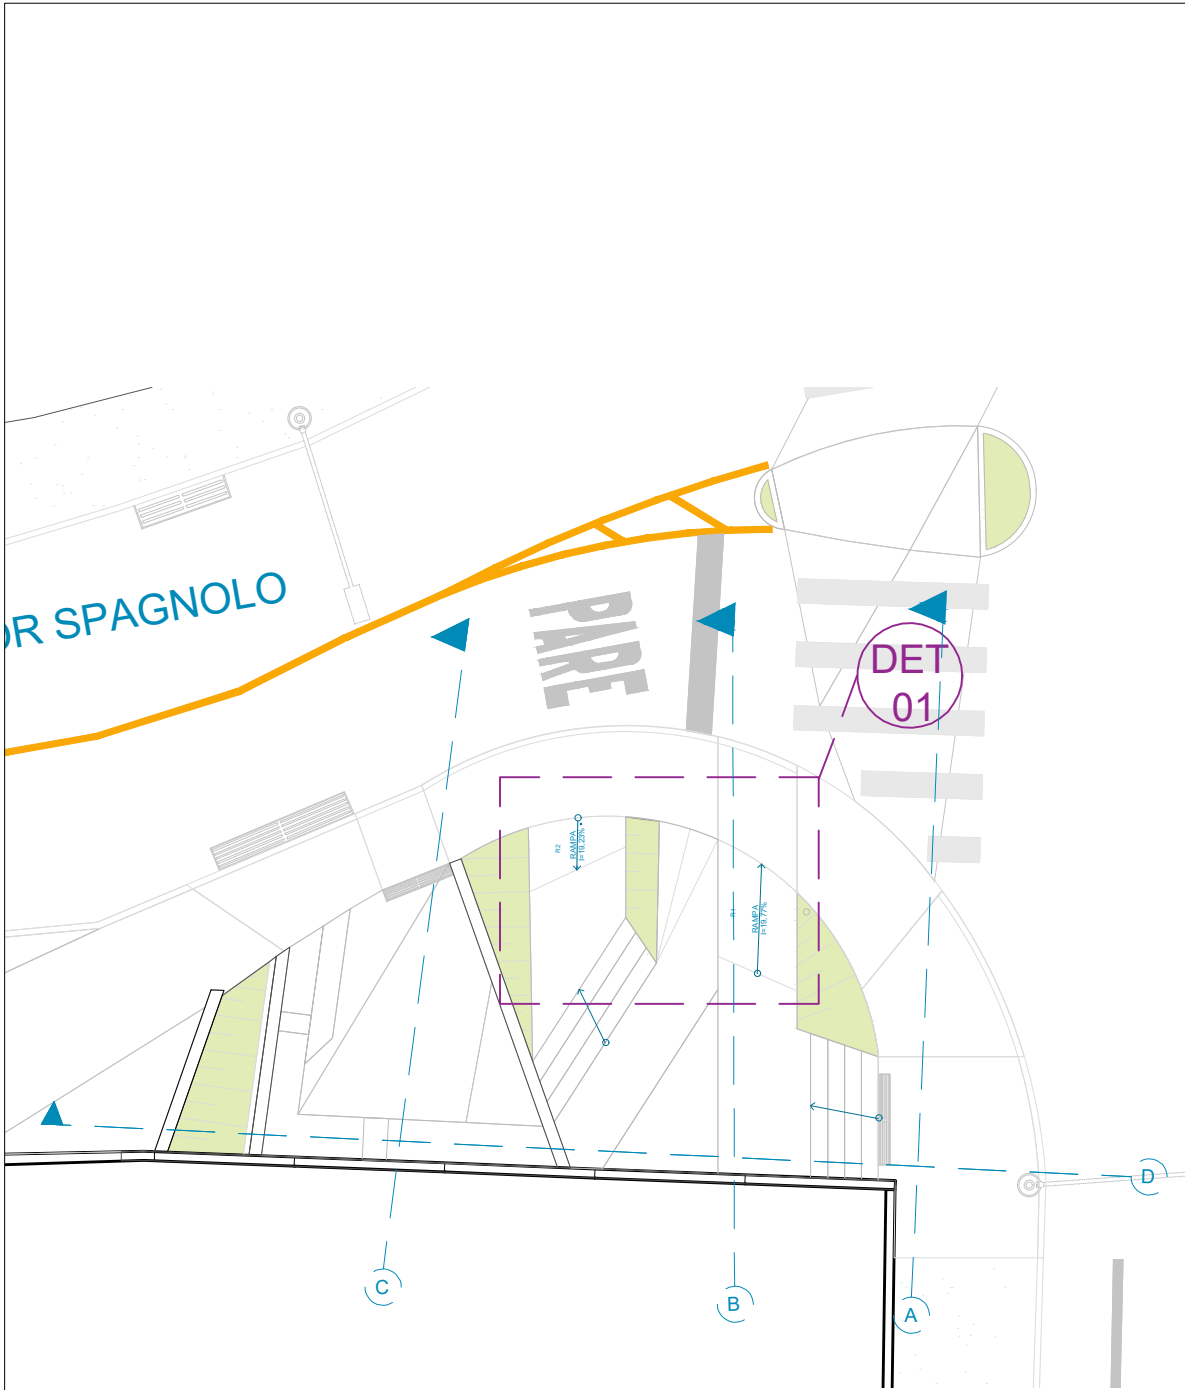 OR SPAGNOLO
PARE
DET
01
R2
RAMPA
i=19,23%
R1
RAMPA
i=19,77%
D
C
B
A